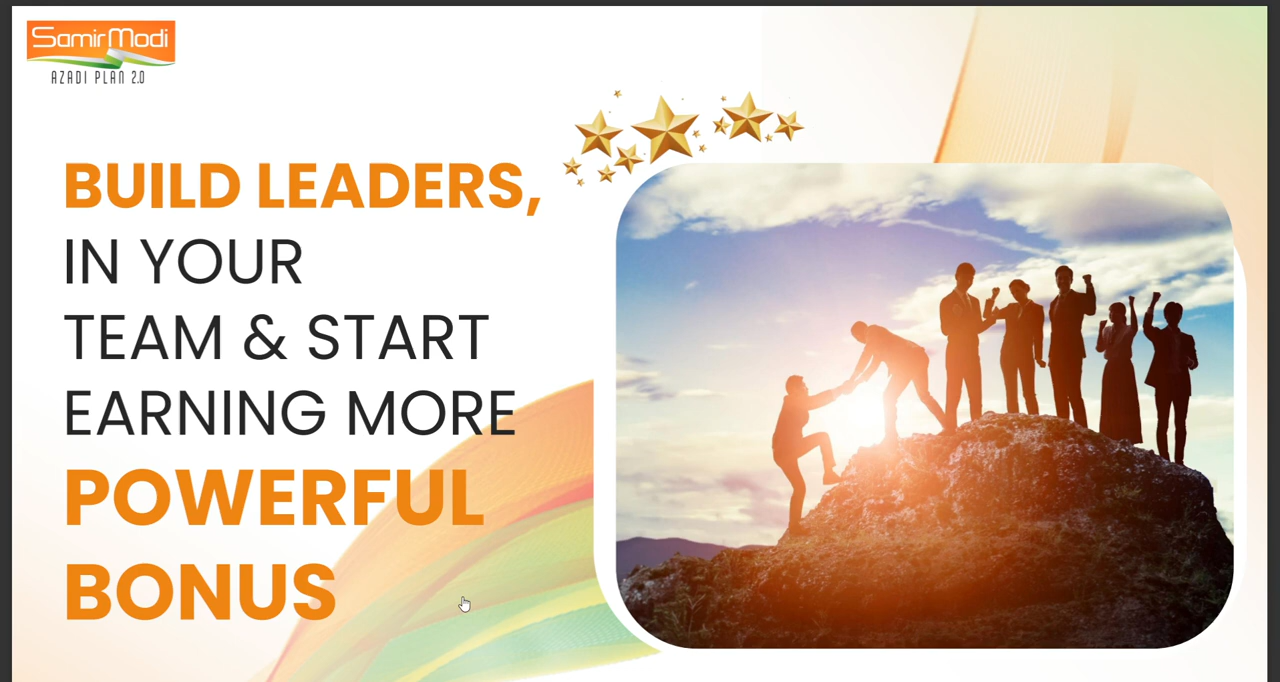 SamirModi
AZADI PLAN 2.0
BUILD LEADERS,
IN YOUR
TEAM & START
EARNING MORE
POWERFUL
BONUS